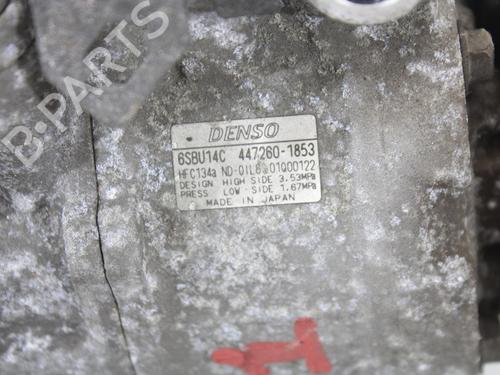 B-PARTS
DENSO
6SBU14C 447260-1853
HFC134a ND-OIL8 01000122
DESIGN HIGH SIDE 3.53MPa
PRESS LOW-SIDE 1.67MPa
MADE IN JAPAN